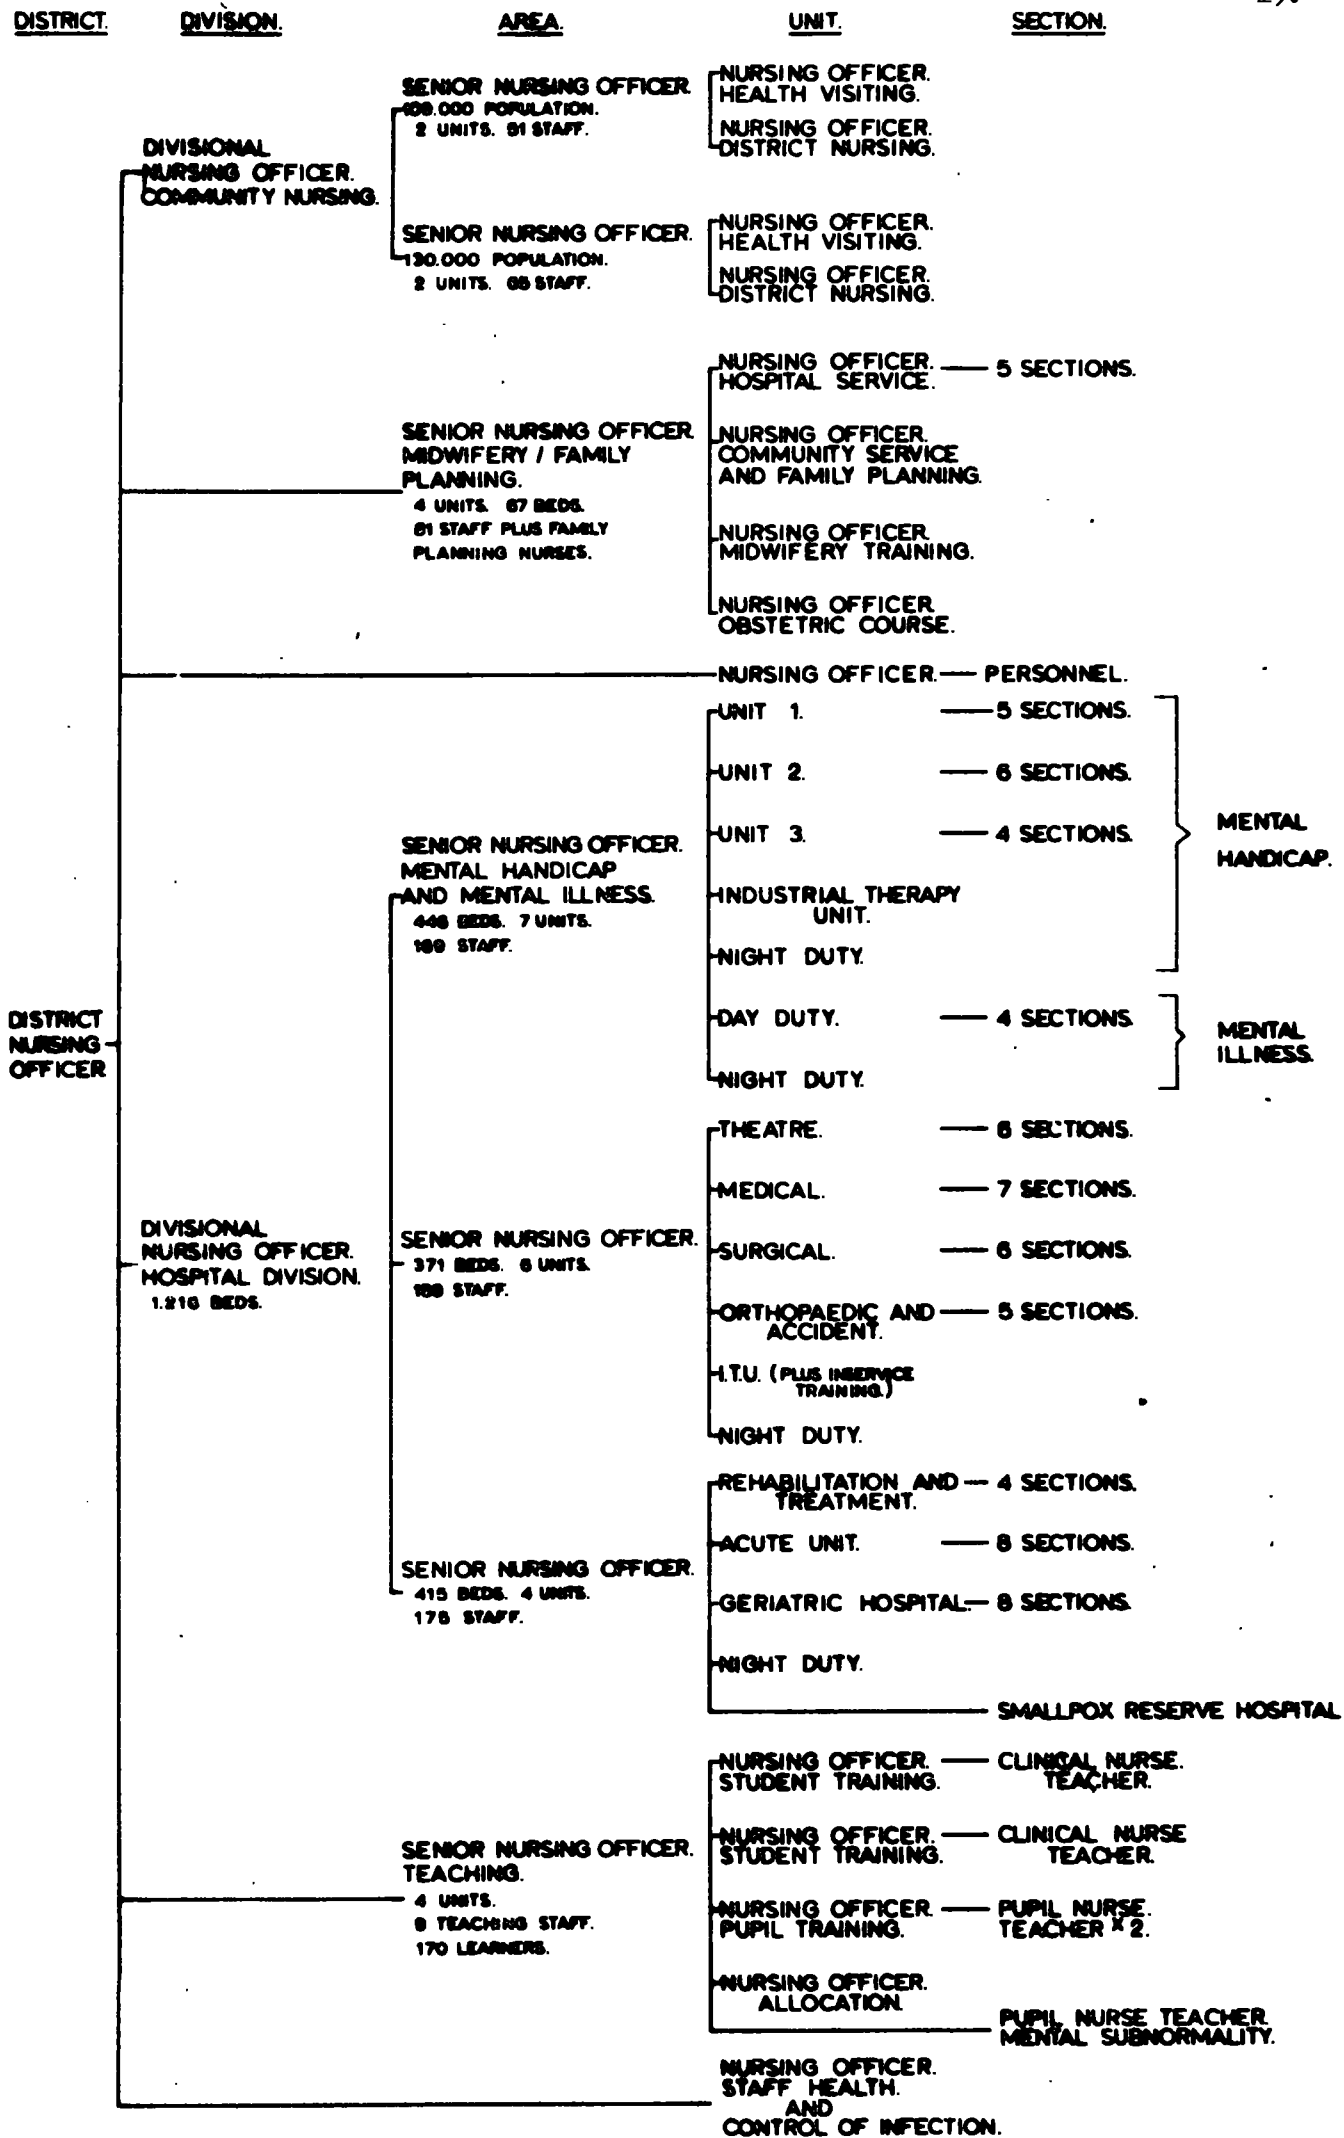 DISTRICT. DIVISION. AREA. UNIT. SECTION.
SENIOR NURSING OFFICER
POPULATION.
2 UNITS. STAFF.
NURSING OFFICER.
HEALTH VISITING.
NURSING OFFICER.
DISTRICT NURSING.
DIVISIONAL
NURSING OFFICER.
COMMUNITY NURSING.
SENIOR NURSING OFFICER.
130.000 POPULATION.
2 UNITS. STAFF.
NURSING OFFICER.
HEALTH VISITING.
NURSING OFFICER.
DISTRICT NURSING.
SENIOR NURSING OFFICER
MIDWIFERY / FAMILY
PLANNING.
4 UNITS. 67 BEDS.
STAFF PLUS FAMILY
PLANNING NURSES.
NURSING OFFICER. 5 SECTIONS.
HOSPITAL SERVICE.
NURSING OFFICER.
COMMUNITY SERVICE
AND FAMILY PLANNING.
NURSING OFFICER
MIDWIFERY TRAINING.
NURSING OFFICER
OBSTETRIC COURSE.
NURSING OFFICER. PERSONNEL.
SENIOR NURSING OFFICER.
MENTAL HANDICAP
AND MENTAL ILLNESS.
BEDS. 7 UNITS.
STAFF.
UNIT 1. 5 SECTIONS.
UNIT 2. 6 SECTIONS.
UNIT 3. 4 SECTIONS.
INDUSTRIAL THERAPY
UNIT.
NIGHT DUTY.
MENTAL
HANDICAP.
DAY DUTY. 4 SECTIONS.
NIGHT DUTY.
MENTAL
ILLNESS.
DISTRICT
NURSING
OFFICER
DIVISIONAL
NURSING OFFICER.
HOSPITAL DIVISION.
1.216 BEDS.
SENIOR NURSING OFFICER.
371 BEDS. 6 UNITS.
STAFF.
THEATRE. 6 SECTIONS.
MEDICAL. 7 SECTIONS.
SURGICAL. 6 SECTIONS.
ORTHOPAEDIC AND 5 SECTIONS.
ACCIDENT.
I.T.U. (PLUS INSERVICE
TRAINING.)
NIGHT DUTY.
SENIOR NURSING OFFICER.
415 BEDS. 4 UNITS.
STAFF.
REHABILITATION AND 4 SECTIONS.
TREATMENT.
ACUTE UNIT. 8 SECTIONS.
GERIATRIC HOSPITAL. 8 SECTIONS.
NIGHT DUTY.
SMALLPOX RESERVE HOSPITAL
SENIOR NURSING OFFICER.
TEACHING.
4 UNITS.
9 TEACHING STAFF.
170 LEARNERS.
NURSING OFFICER. CLINICAL NURSE.
STUDENT TRAINING. TEACHER.
NURSING OFFICER. CLINICAL NURSE
STUDENT TRAINING. TEACHER.
NURSING OFFICER PUPIL NURSE.
PUPIL TRAINING. TEACHER x 2.
NURSING OFFICER.
ALLOCATION
PUPIL NURSE TEACHER
MENTAL SUBNORMALITY.
NURSING OFFICER.
STAFF HEALTH.
AND
CONTROL OF INFECTION.